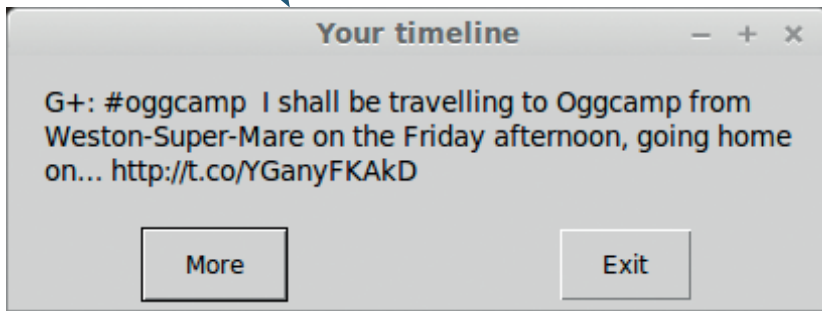 Your timeline
G+: #oggcamp  I shall be travelling to Oggcamp from
Weston-Super-Mare on the Friday afternoon, going home
on... http://t.co/YGanyFKAkD
More
Exit